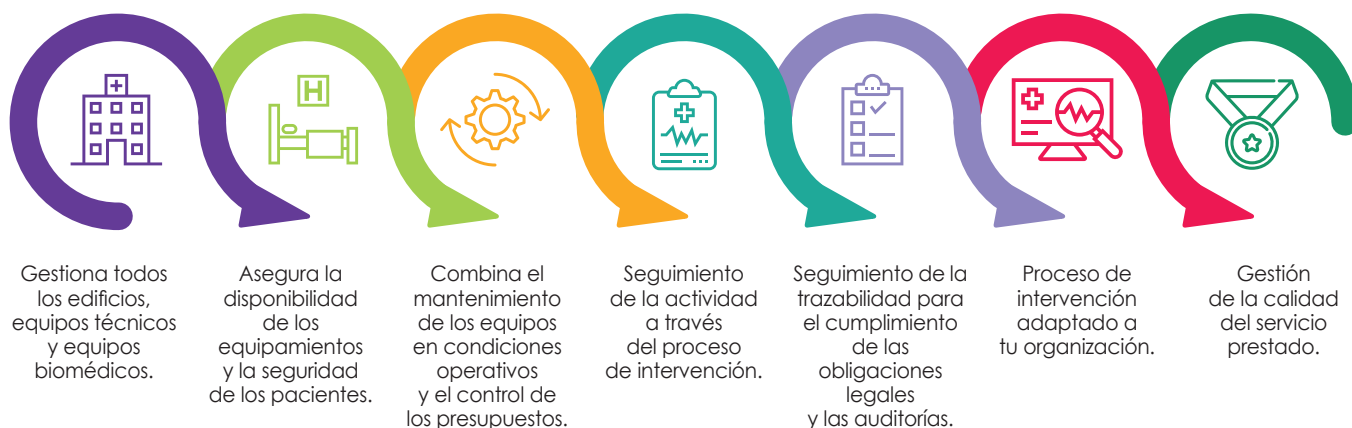 H
Gestiona todos
los edificios,
equipos técnicos
y equipos
biomédicos.
Asegura la
disponibilidad
de los
equipamientos
y la seguridad
de los pacientes.
Combina el
mantenimiento
de los equipos
en condiciones
operativos
y el control de
los presupuestos.
Seguimiento
de la actividad
a través
del proceso
de intervención.
Seguimiento de la
trazabilidad para
el cumplimiento
de las
obligaciones
legales
y las auditorías.
Proceso de
intervención
adaptado a
tu organización.
Gestión
de la calidad
del servicio
prestado.